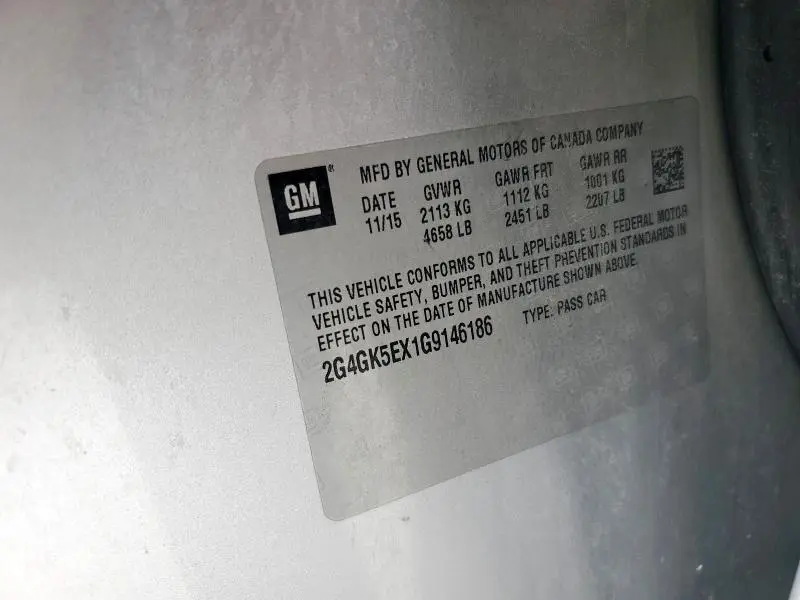 GM
MFD BY GENERAL MOTORS OF CANADA COMPANY
DATE GVWR GAWR FRT GAWR RR
11/15 2113 KG 1112 KG 1001 KG
4658 LB 2451 LB 2207 LB
THIS VEHICLE CONFORMS TO ALL APPLICABLE U.S. FEDERAL MOTOR
VEHICLE SAFETY, BUMPER, AND THEFT PREVENTION STANDARDS IN
EFFECT ON THE DATE OF MANUFACTURE SHOWN ABOVE.
2G4GK5EX1G9146186 TYPE: PASS CAR